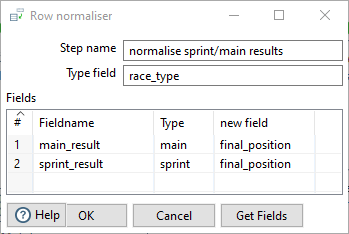 Row normaliser
Step name normalise sprint/main results
Type field race_type
Fields
# Fieldname Type new field
1 main_result main final_position
2 sprint_result sprint final_position
Help OK Cancel Get Fields